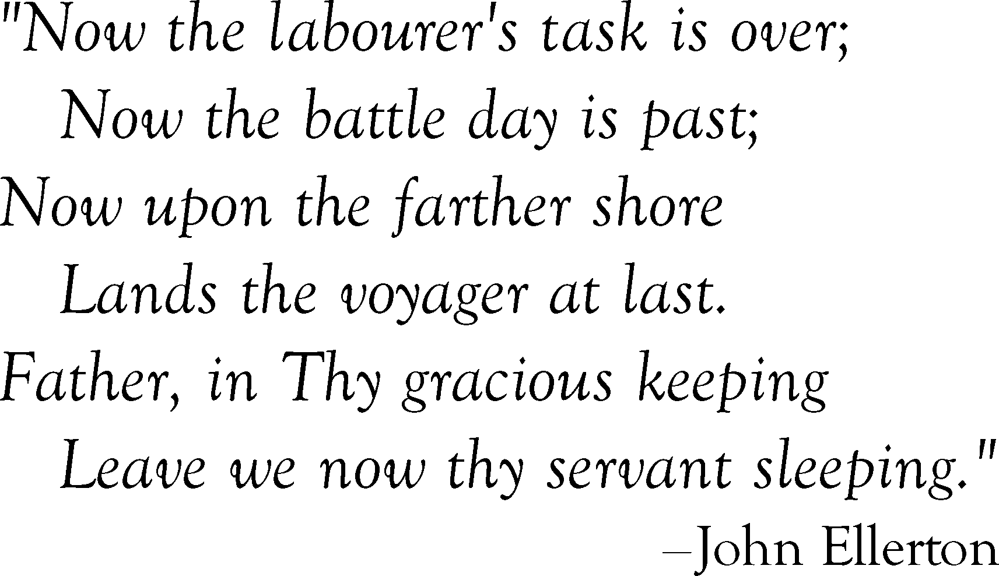 "Now the labourer's task is over;
Now the battle day is past;
Now upon the farther shore
Lands the voyager at last.
Father, in Thy gracious keeping
Leave we now thy servant sleeping."
–John Ellerton